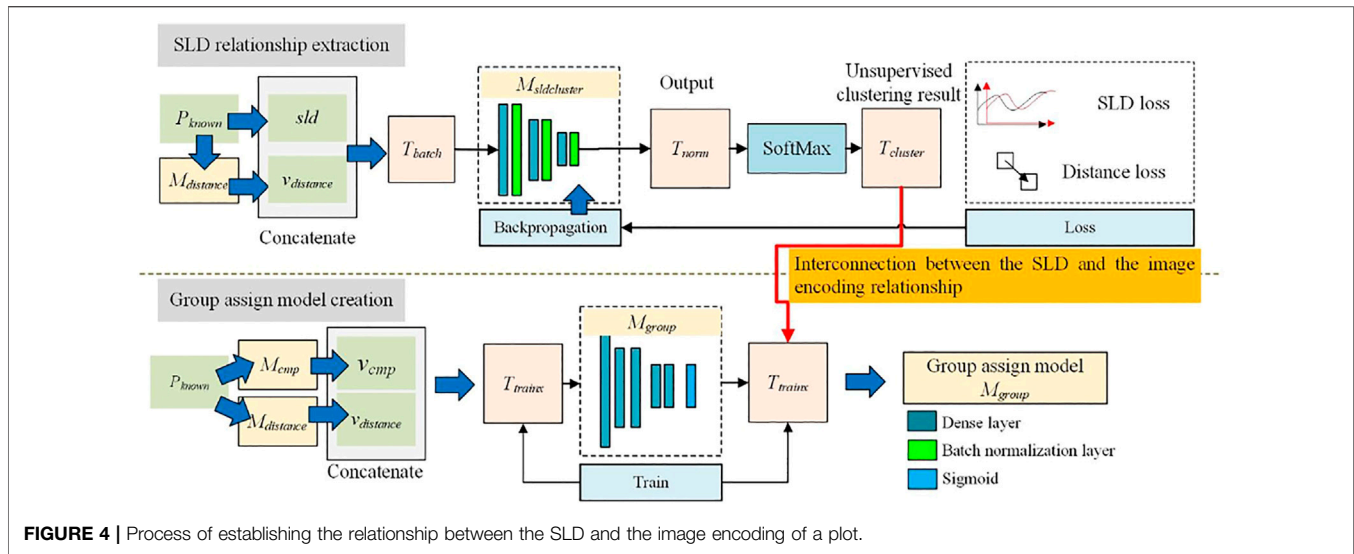 SLD relationship extraction
P_known
sld
M_distance
v_distance
Concatenate
T_batch
M_sldcluster
Backpropagation
Output
T_norm
SoftMax
Unsupervised
clustering result
T_cluster
SLD loss
Distance loss
Loss
Interconnection between the SLD and the image
encoding relationship
Group assign model creation
P_known
M_cmp
v_cmp
M_distance
v_distance
Concatenate
T_trainx
M_group
Train
T_trainx
Group assign model
M_group
Dense layer
Batch normalization layer
Sigmoid
FIGURE 4 | Process of establishing the relationship between the SLD and the image encoding of a plot.